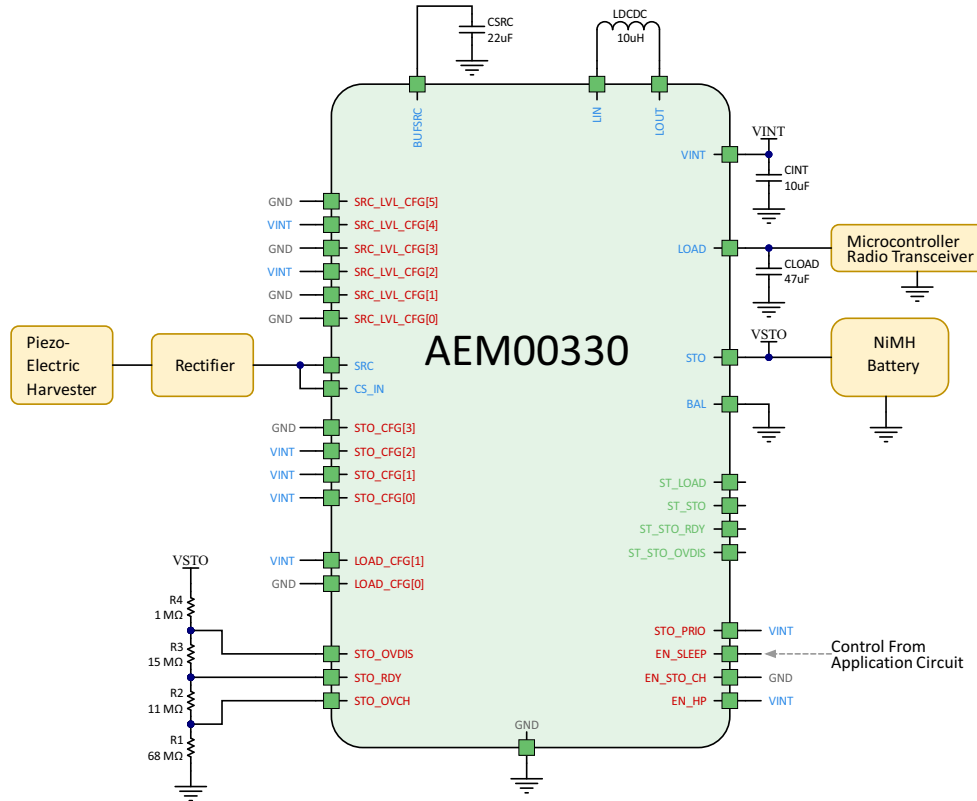 CSRC
22uF
LDCDC
10uH
BUFSRC
LIN
LOUT
VINT
VINT
CINT
10uF
GND
SRC_LVL_CFG[5]
VINT
SRC_LVL_CFG[4]
GND
SRC_LVL_CFG[3]
VINT
SRC_LVL_CFG[2]
GND
SRC_LVL_CFG[1]
GND
SRC_LVL_CFG[0]
LOAD
CLOAD
47uF
Microcontroller
Radio Transceiver
Piezo-
Electric
Harvester
Rectifier
SRC
CS_IN
AEM00330
VSTO
STO
NiMH
Battery
BAL
GND
STO_CFG[3]
VINT
STO_CFG[2]
VINT
STO_CFG[1]
VINT
STO_CFG[0]
ST_LOAD
ST_STO
ST_STO_RDY
ST_STO_OVDIS
VINT
LOAD_CFG[1]
GND
LOAD_CFG[0]
VSTO
R4
1 MΩ
R3
15 MΩ
R2
11 MΩ
R1
68 MΩ
STO_OVDIS
STO_RDY
STO_OVCH
STO_PRIO
VINT
EN_SLEEP
Control From
Application Circuit
EN_STO_CH
GND
EN_HP
VINT
GND